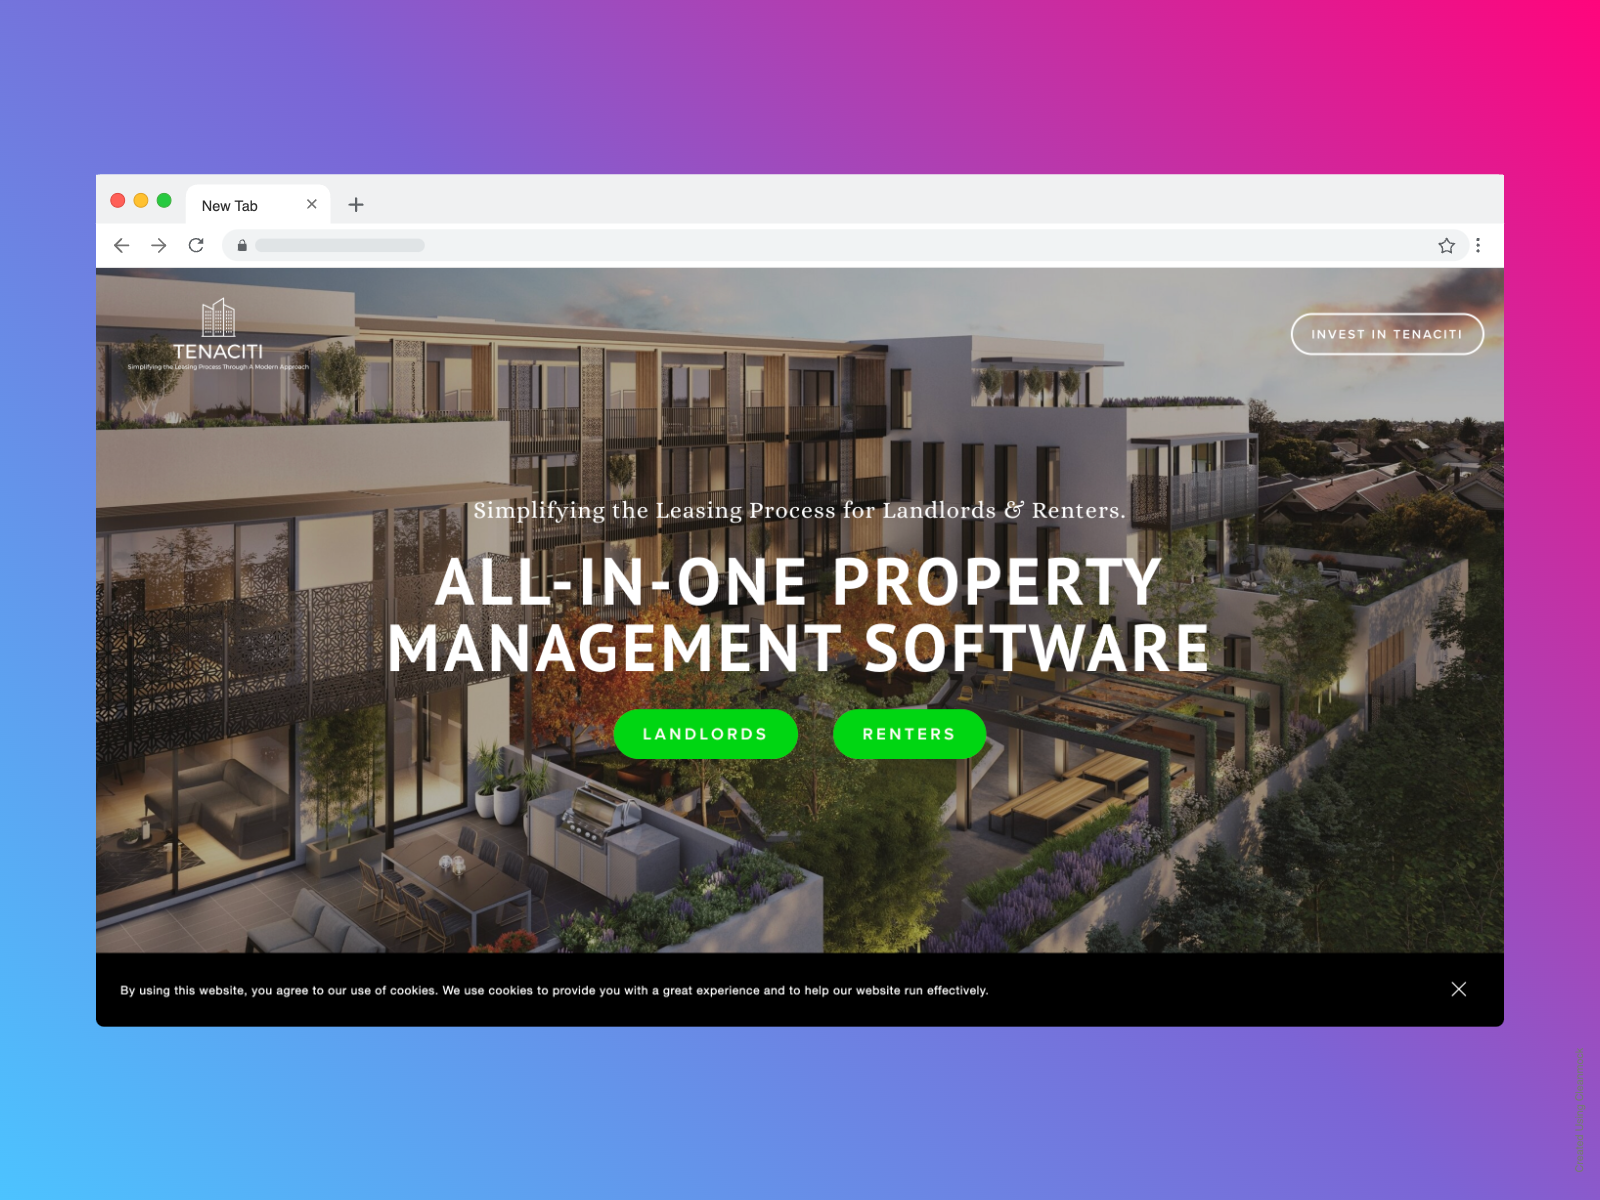 New Tab
TENACITI
Simplifying the Leasing Process Through A Modern Approach
INVEST IN TENACITI
Simplifying the Leasing Process for Landlords & Renters.
ALL-IN-ONE PROPERTY
MANAGEMENT SOFTWARE
LANDLORDS
RENTERS
By using this website, you agree to our use of cookies. We use cookies to provide you with a great experience and to help our website run effectively.